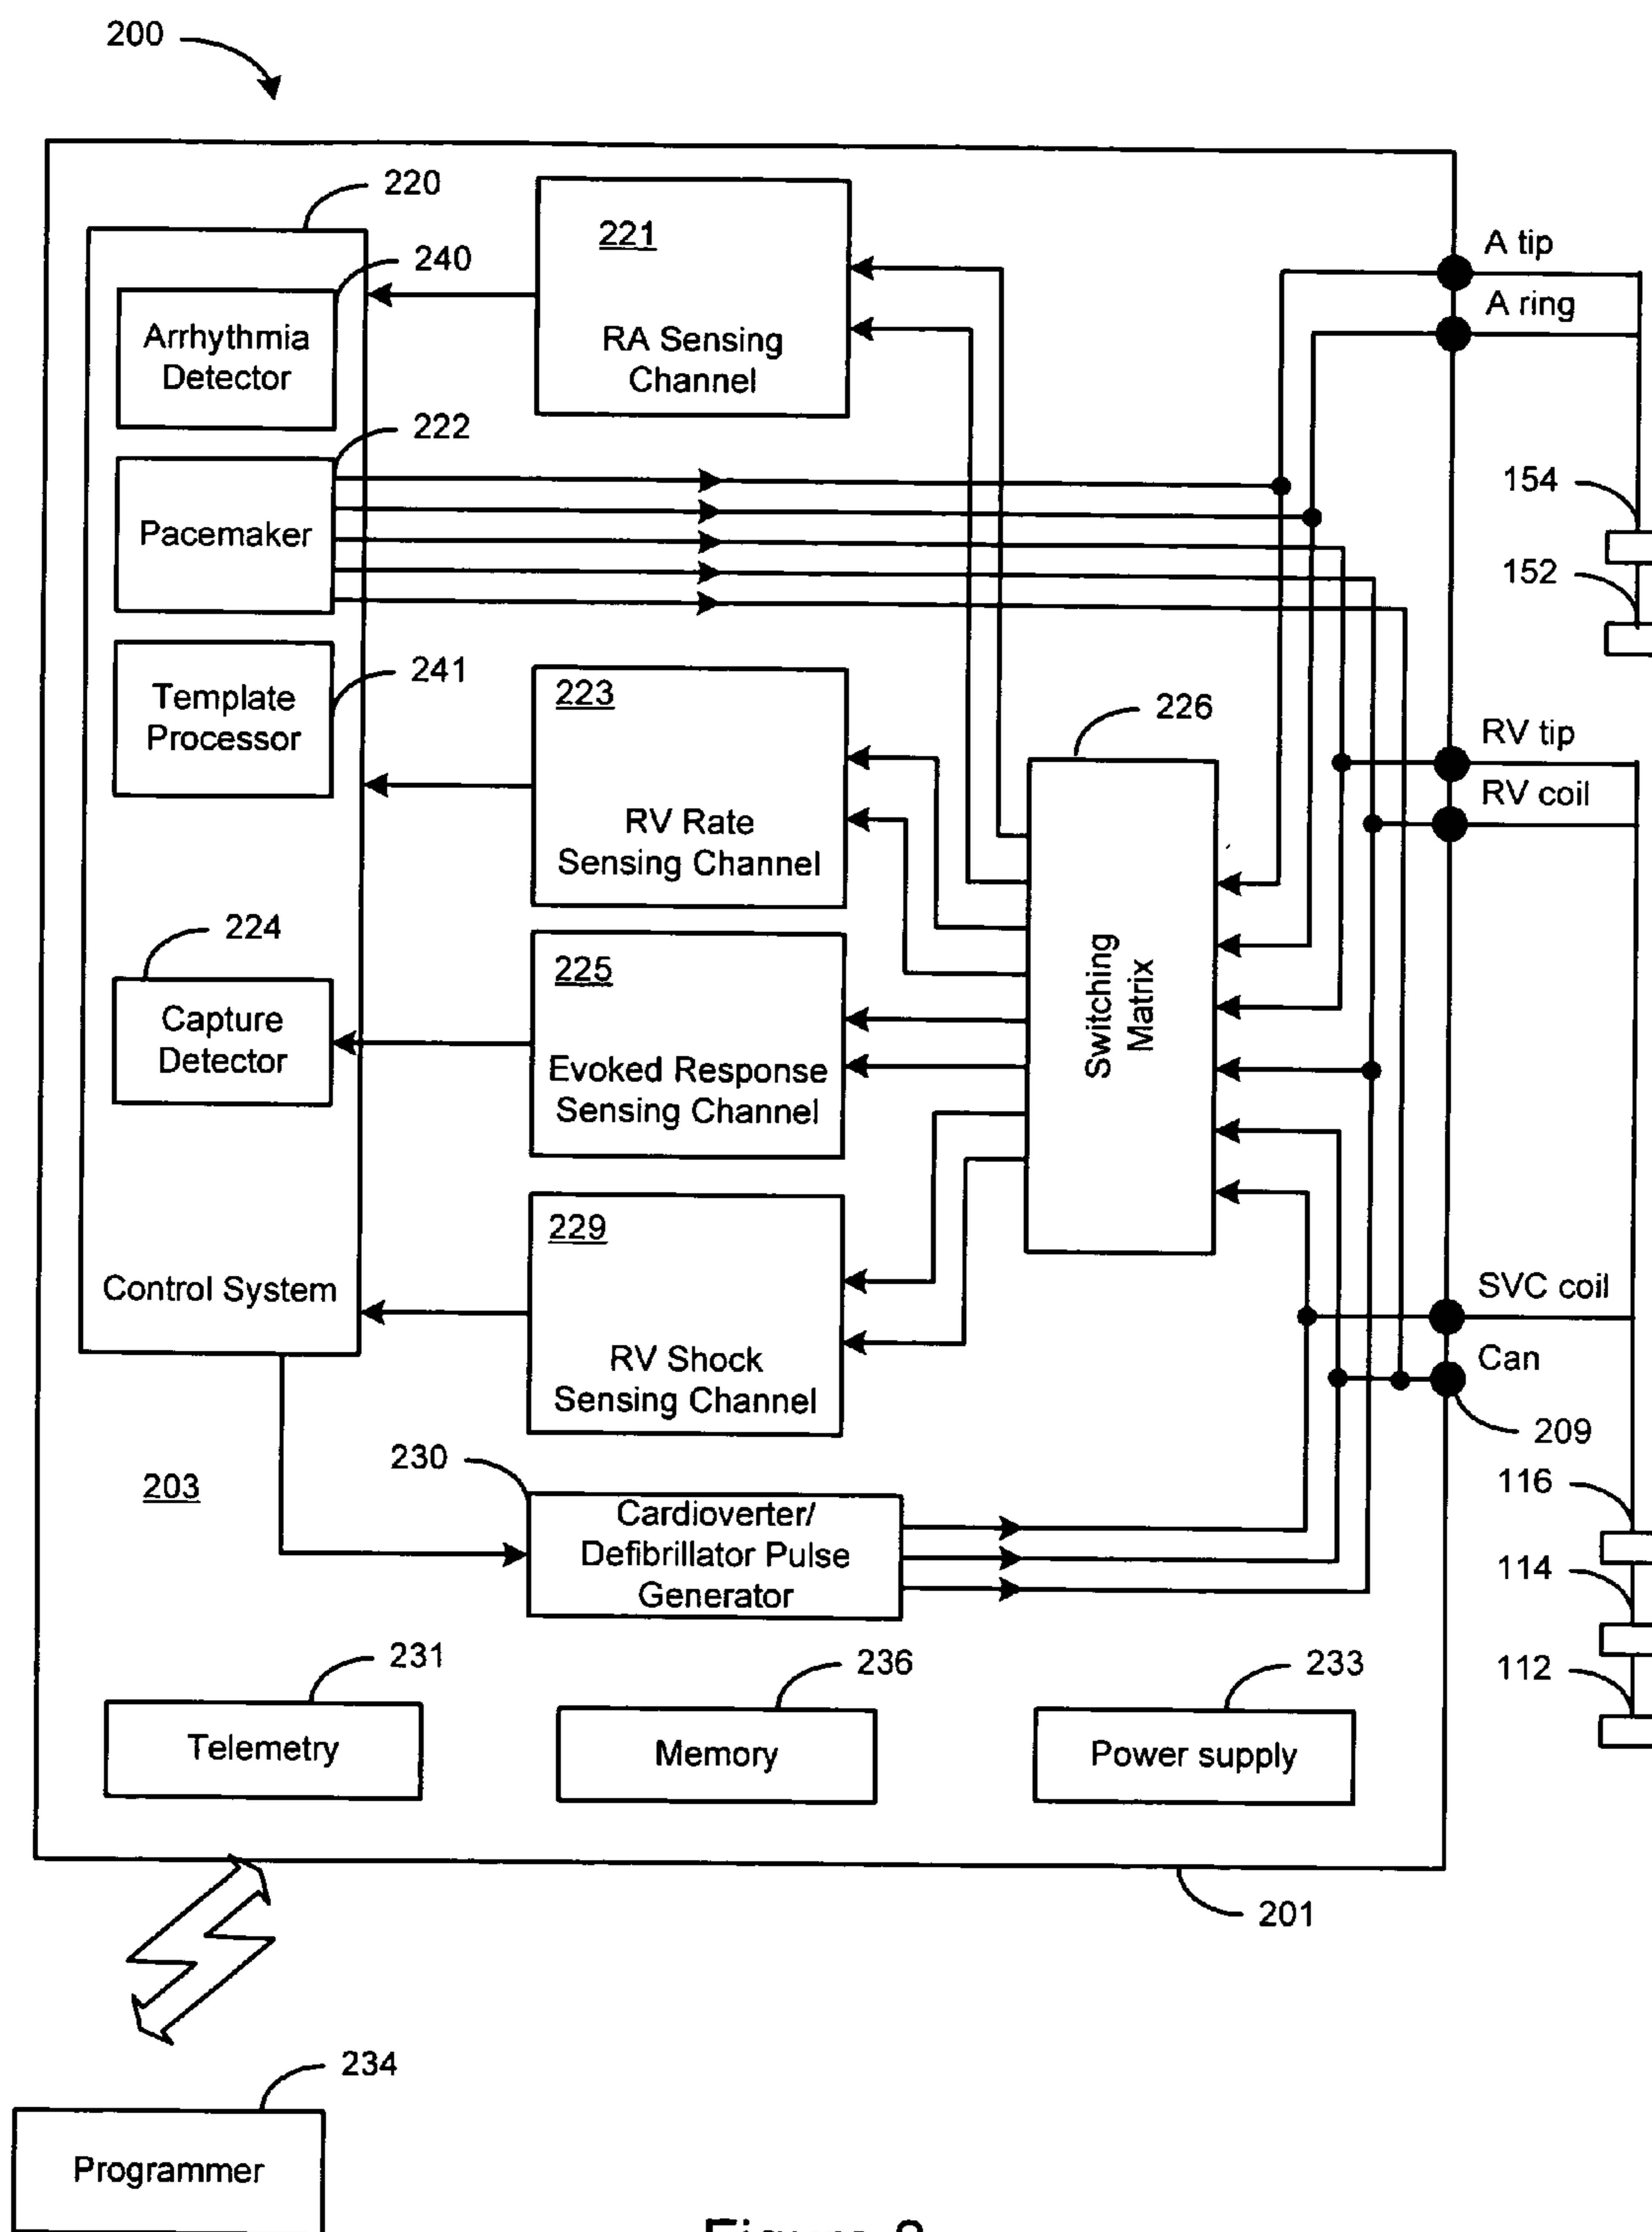 200
220
221
RA Sensing
Channel
240
Arrhythmia
Detector
A tip
A ring
222
Pacemaker
154
152
241
Template
Processor
223
RV Rate
Sensing Channel
226
Switching
Matrix
RV tip
RV coil
224
Capture
Detector
225
Evoked Response
Sensing Channel
229
RV Shock
Sensing Channel
Control System
SVC coil
Can
209
203
230
Cardioverter/
Defibrillator Pulse
Generator
116
114
112
231
Telemetry
236
Memory
233
Power supply
201
234
Programmer
Figure